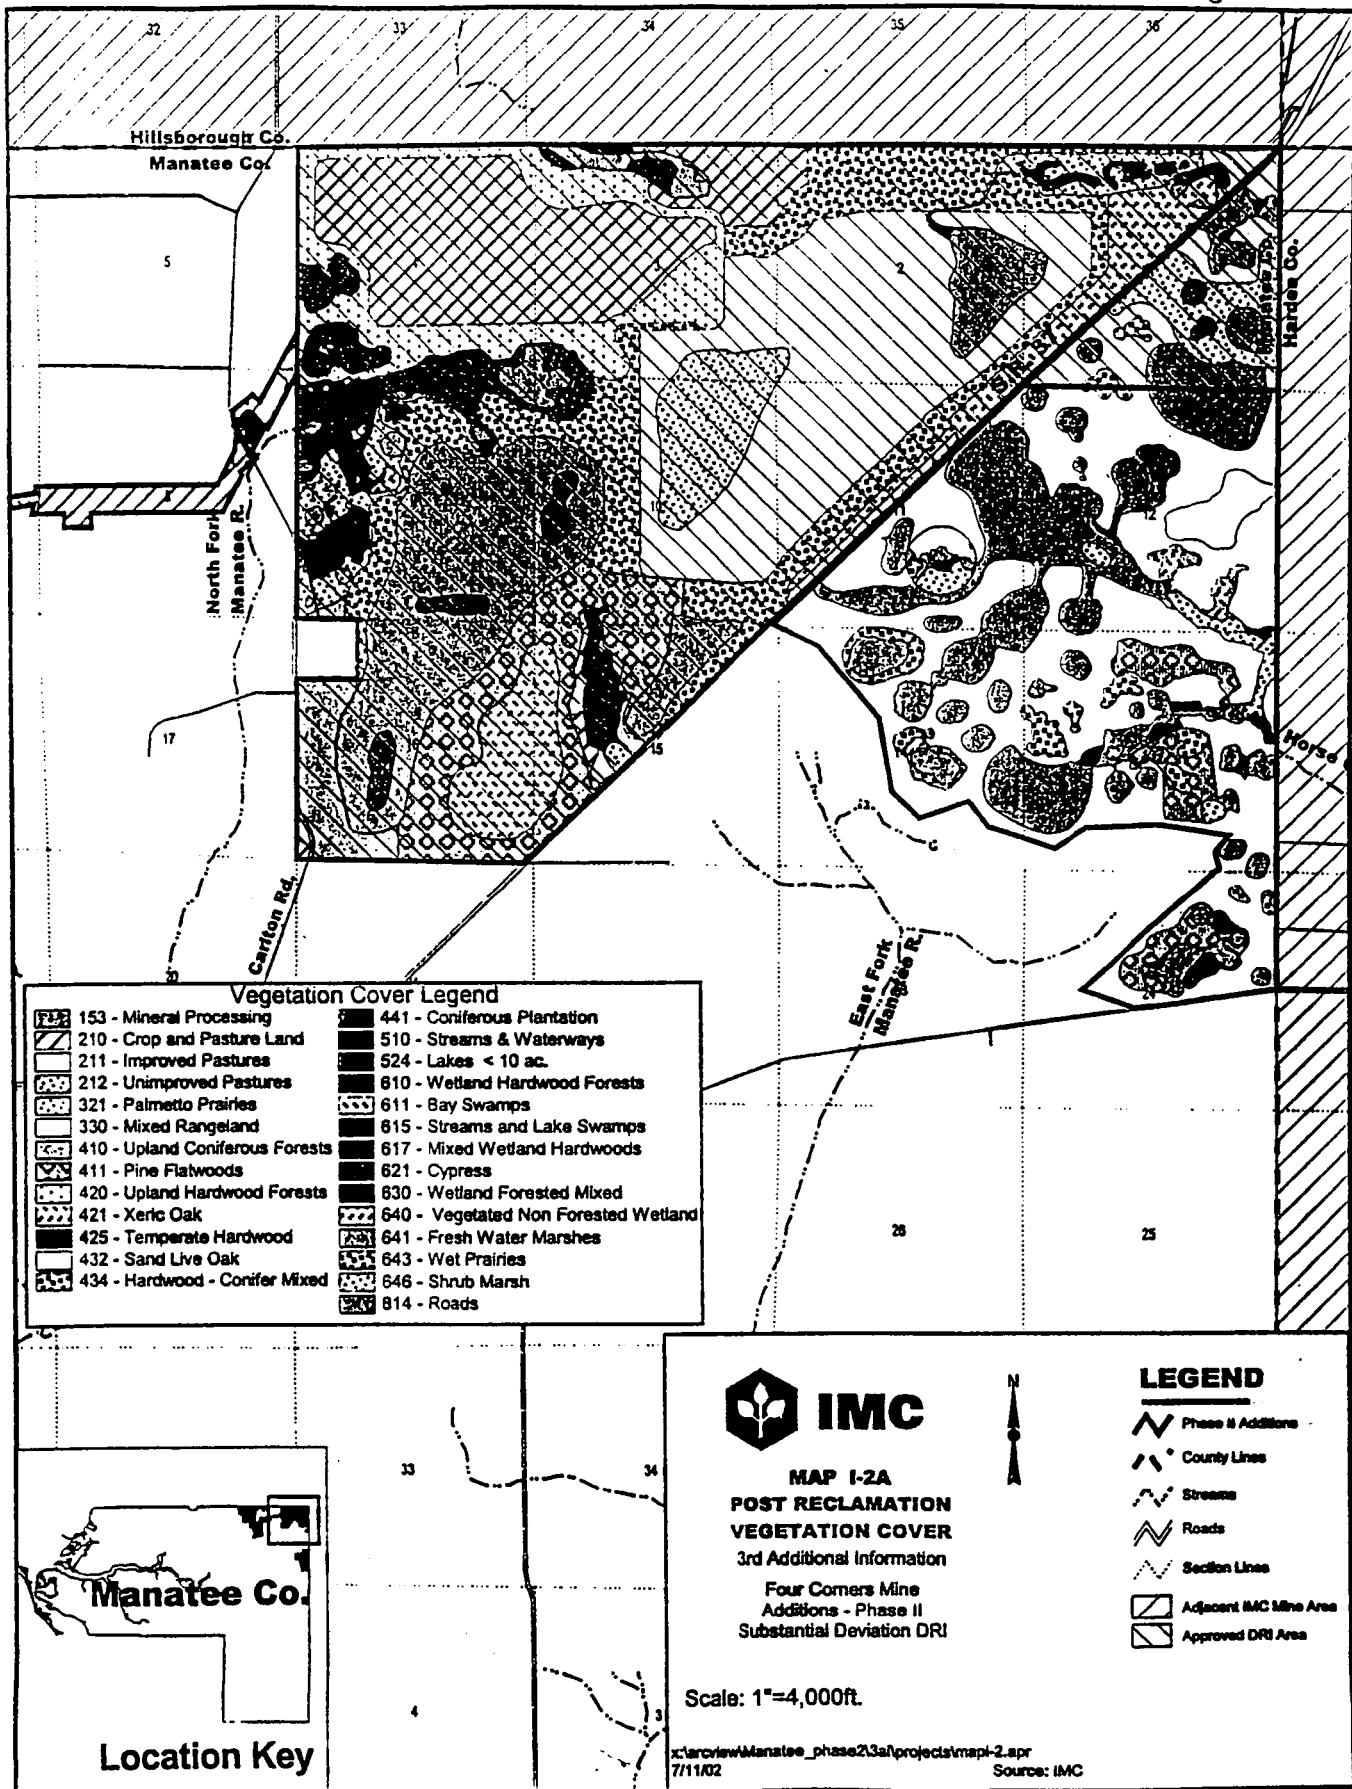 32
33
34
35
36
Hillsborough Co.
Manatee Co.
5
2
Manatee Co.
Hardee Co.
S.R. 37
10
11
12
North Fork
Manatee R.
17
15
Horse
Carlton Rd.
20
East Fork
Manatee R.
Vegetation Cover Legend
153 - Mineral Processing
210 - Crop and Pasture Land
211 - Improved Pastures
212 - Unimproved Pastures
321 - Palmetto Prairies
330 - Mixed Rangeland
410 - Upland Coniferous Forests
411 - Pine Flatwoods
420 - Upland Hardwood Forests
421 - Xeric Oak
425 - Temperate Hardwood
432 - Sand Live Oak
434 - Hardwood - Conifer Mixed
441 - Coniferous Plantation
510 - Streams & Waterways
524 - Lakes < 10 ac.
610 - Wetland Hardwood Forests
611 - Bay Swamps
615 - Streams and Lake Swamps
617 - Mixed Wetland Hardwoods
621 - Cypress
630 - Wetland Forested Mixed
640 - Vegetated Non Forested Wetland
641 - Fresh Water Marshes
643 - Wet Prairies
646 - Shrub Marsh
814 - Roads
26
25
33
34
4
3
Manatee Co.
Location Key
IMC
N
MAP I-2A
POST RECLAMATION
VEGETATION COVER
3rd Additional Information
Four Corners Mine
Additions - Phase II
Substantial Deviation DRI
Scale: 1"=4,000ft.
x:\arcview\Manatee_phase2\3ai\projects\mapi-2.apr
7/11/02
Source: IMC
LEGEND
Phase II Additions
County Lines
Streams
Roads
Section Lines
Adjacent IMC Mine Area
Approved DRI Area